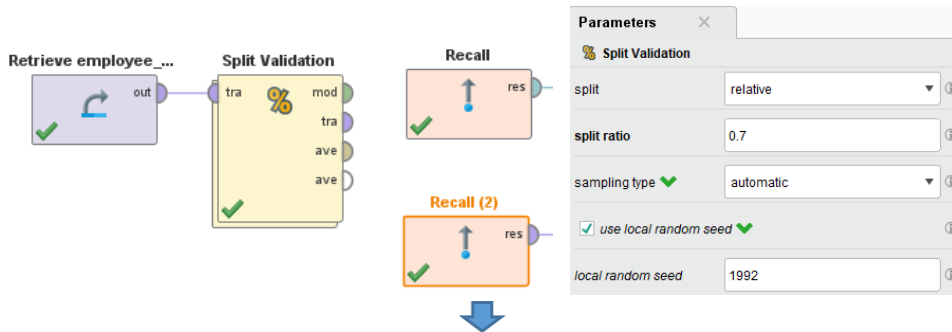 Retrieve employee_...
out
Split Validation
tra
mod
tra
ave
ave
Recall
res
Recall (2)
res
Parameters
Split Validation
split
relative
split ratio
0.7
sampling type
automatic
use local random seed
local random seed
1992